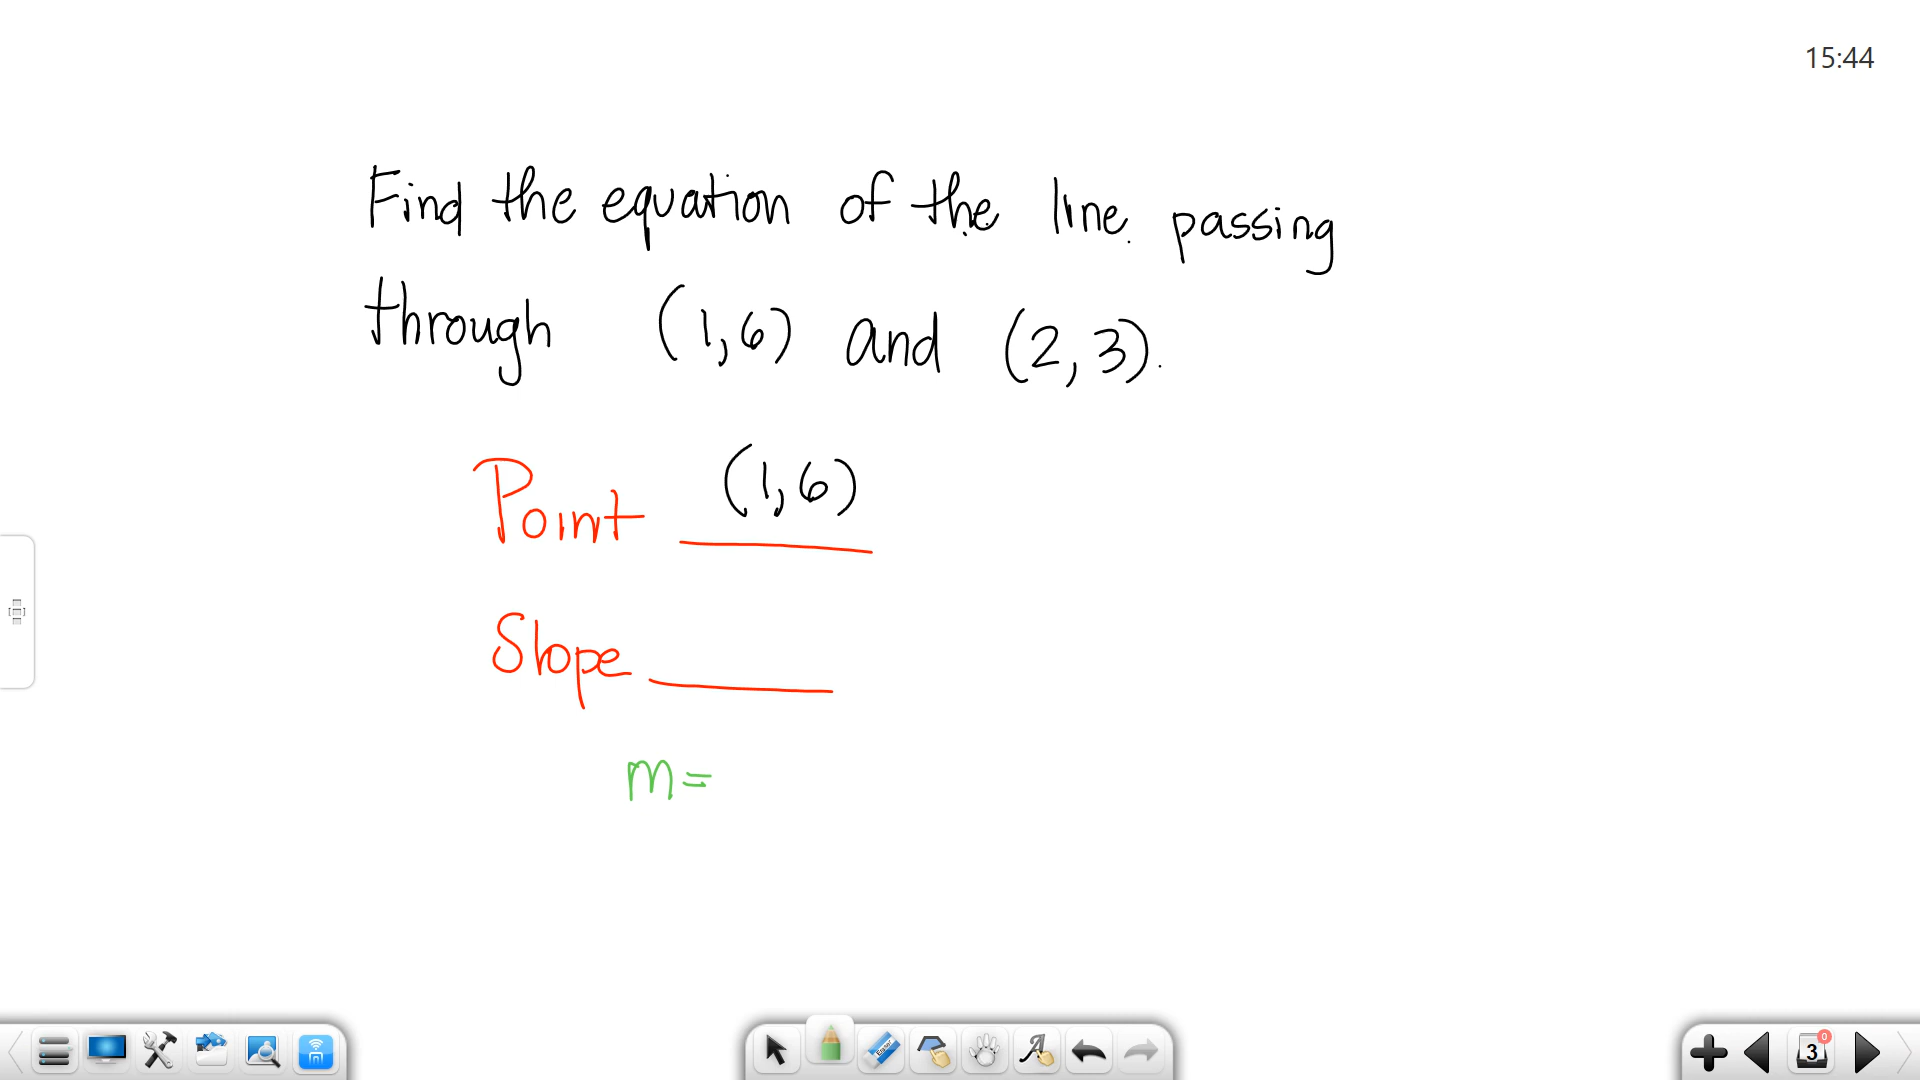 15:44
Find the equation of the line passing
through (1,6) and (2,3).
Point (1,6)
Slope
m=
Eraser
A
3
0